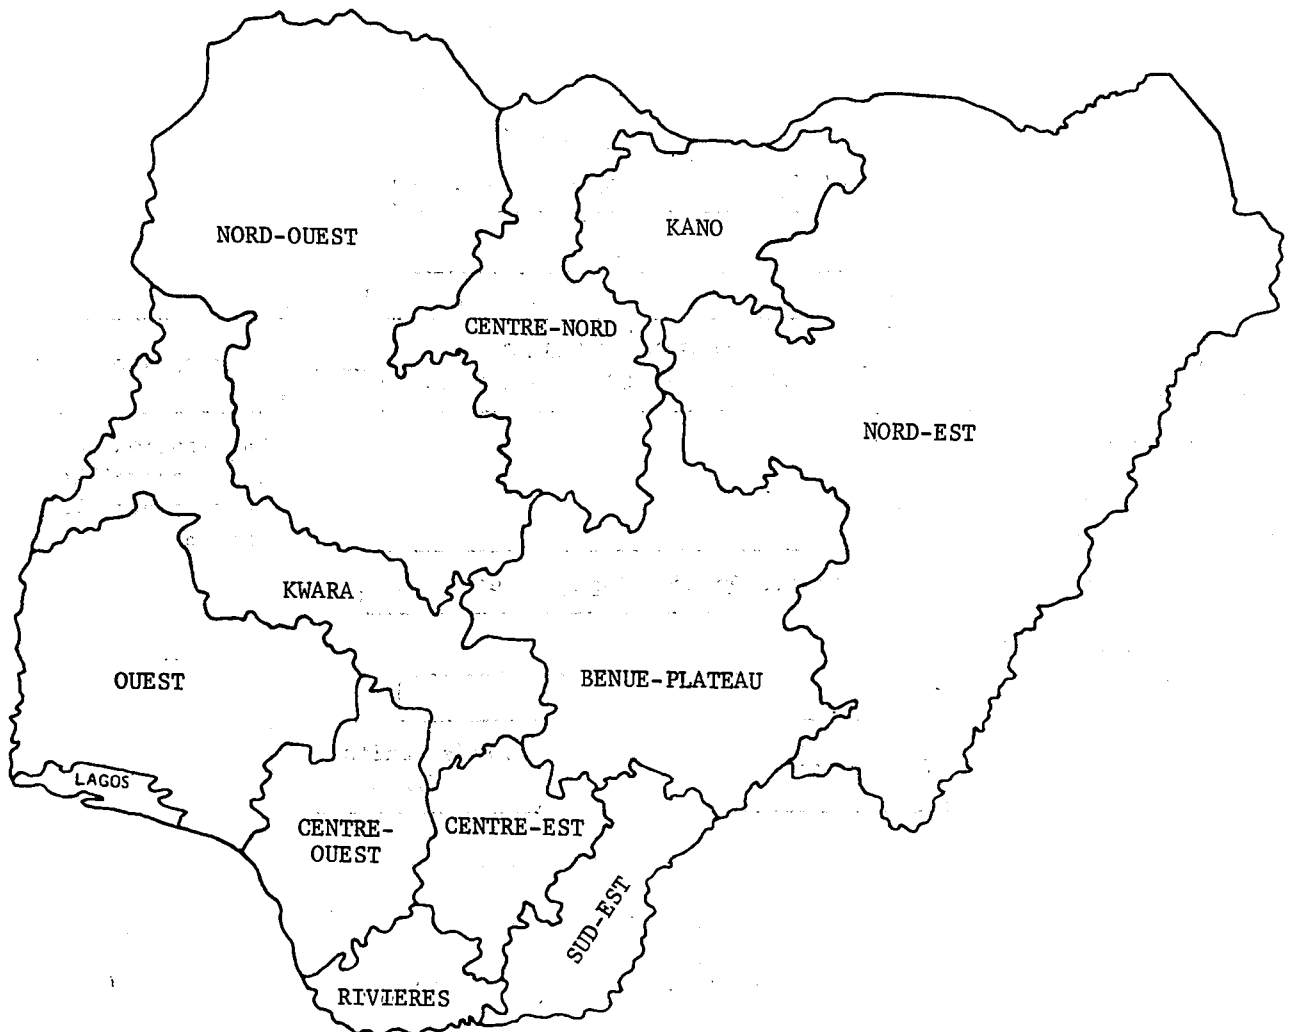 NORD-OUEST
KANO
CENTRE-NORD
NORD-EST
KWARA
OUEST
BENUE-PLATEAU
LAGOS
CENTRE-
OUEST
CENTRE-EST
SUD-EST
RIVIERES